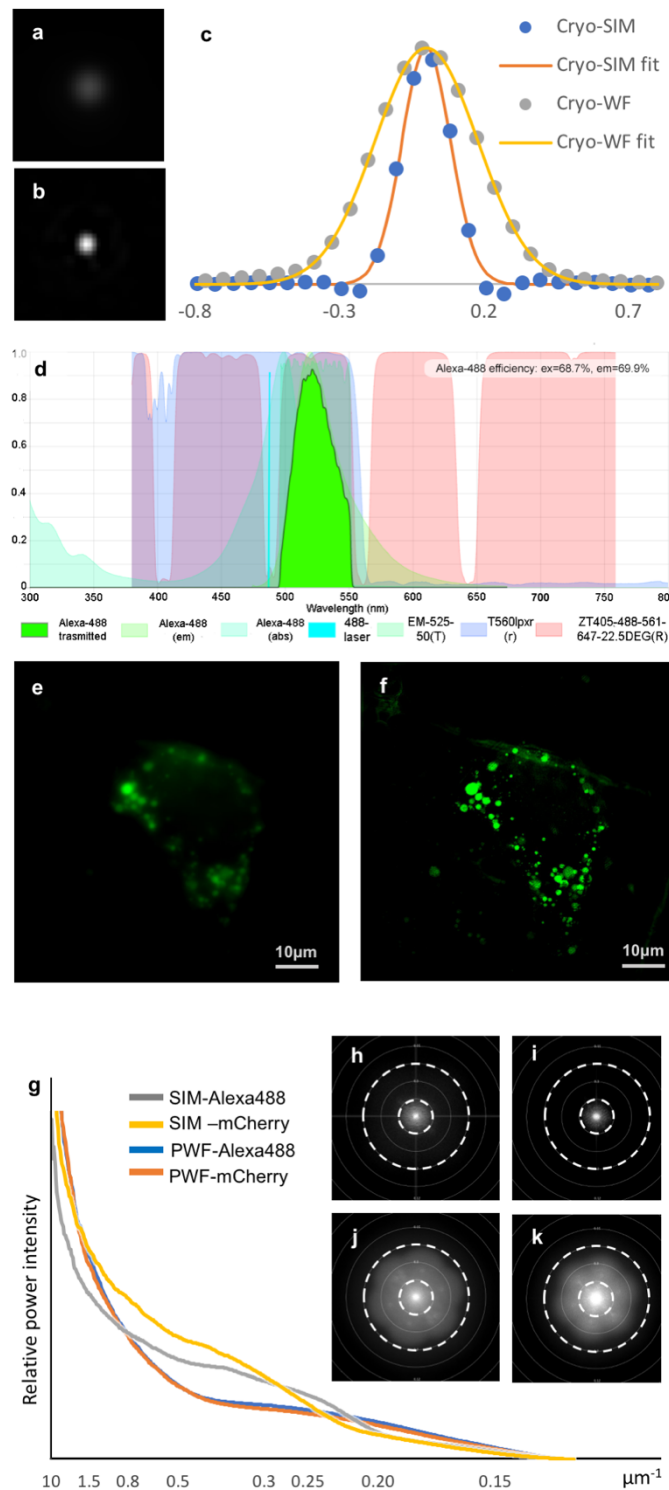 a
b
c
Cryo-SIM
Cryo-SIM fit
Cryo-WF
Cryo-WF fit
-0.8
-0.3
0.2
0.7
d
Alexa-488 efficiency: ex=68.7%, em=69.9%
1.0
0.8
0.6
0.4
0.2
0
300
350
400
450
500
550
600
650
700
750
800
Wavelength (nm)
Alexa-488 trasmitted
Alexa-488 (em)
Alexa-488 (abs)
488-laser
EM-525-50(T)
T560lpxr (r)
ZT405-488-561-647-22.5DEG(R)
e
10μm
f
10μm
g
SIM-Alexa488
SIM –mCherry
PWF-Alexa488
PWF-mCherry
h
i
j
k
Relative power intensity
10
1.5
0.8
0.5
0.3
0.25
0.20
0.15
μm-1